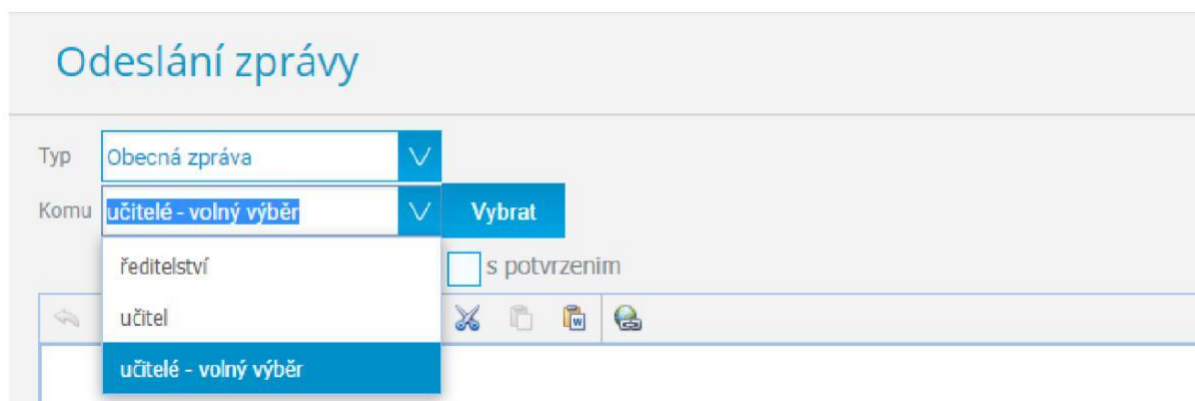 Odeslání zprávy
Typ Obecná zpráva
Komu učitelé - volný výběr Vybrat
ředitelství
s potvrzenim
učitel
učitelé - volný výběr